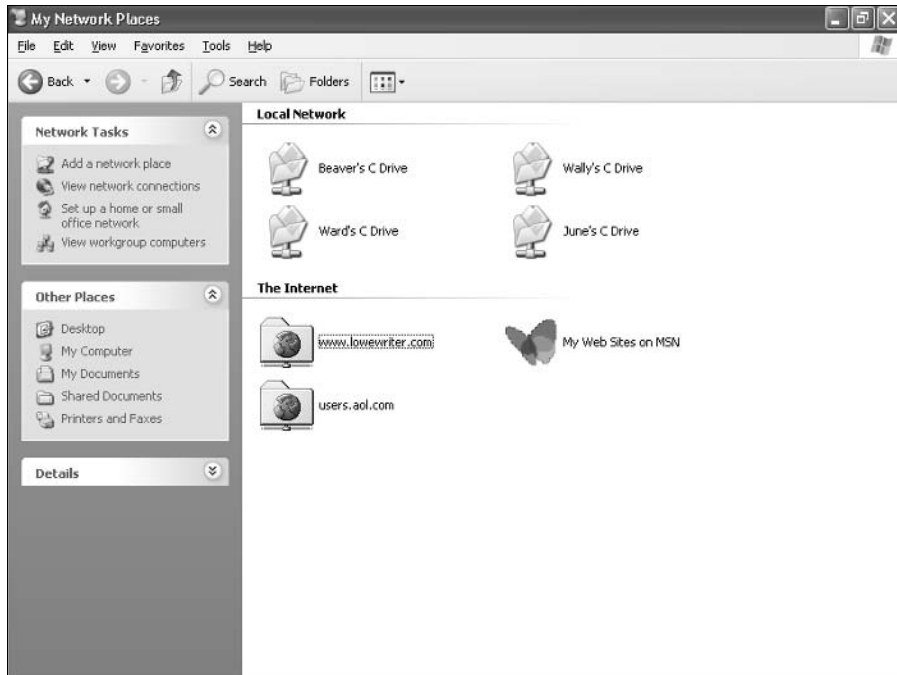 My Network Places
File Edit View Favorites Tools Help
Back Search Folders
Network Tasks
Add a network place
View network connections
Set up a home or small
office network
View workgroup computers
Other Places
Desktop
My Computer
My Documents
Shared Documents
Printers and Faxes
Details
Local Network
Beaver's C Drive Wally's C Drive
Ward's C Drive June's C Drive
The Internet
www.lowewriter.com My Web Sites on MSN
users.aol.com